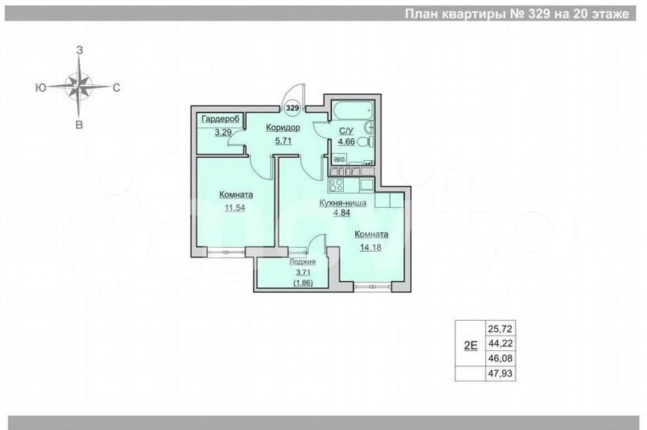 План квартиры № 329 на 20 этаже
З
Ю
С
В
329
Гардероб
3.29
Коридор
5.71
С/У
4.66
Комната
11.54
Кухня-ниша
4.84
Комната
14.18
Лоджия
3.71
(1.86)
2Е
25,72
44,22
46,08
47,93